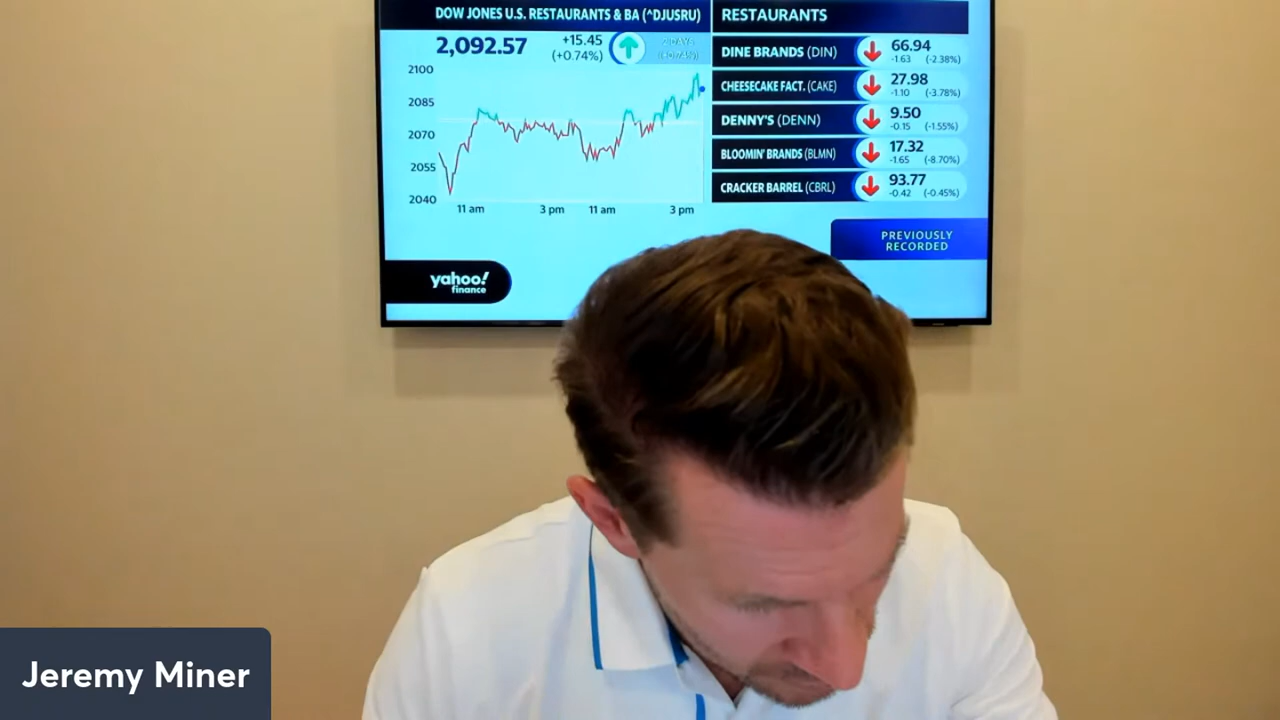 DOW JONES U.S. RESTAURANTS & BA (^DJUSRU)
2,092.57
+15.45
(+0.74%)
2 DAYS
(+0.74%)
2100
2085
2070
2055
2040
11 am 3 pm 11 am 3 pm
RESTAURANTS
DINE BRANDS (DIN) 66.94
-1.63 (-2.38%)
CHEESECAKE FACT. (CAKE) 27.98
-1.10 (-3.78%)
DENNY'S (DENN) 9.50
-0.15 (-1.55%)
BLOOMIN' BRANDS (BLMN) 17.32
-1.65 (-8.70%)
CRACKER BARREL (CBRL) 93.77
-0.42 (-0.45%)
PREVIOUSLY
RECORDED
yahoo!
finance
Jeremy Miner